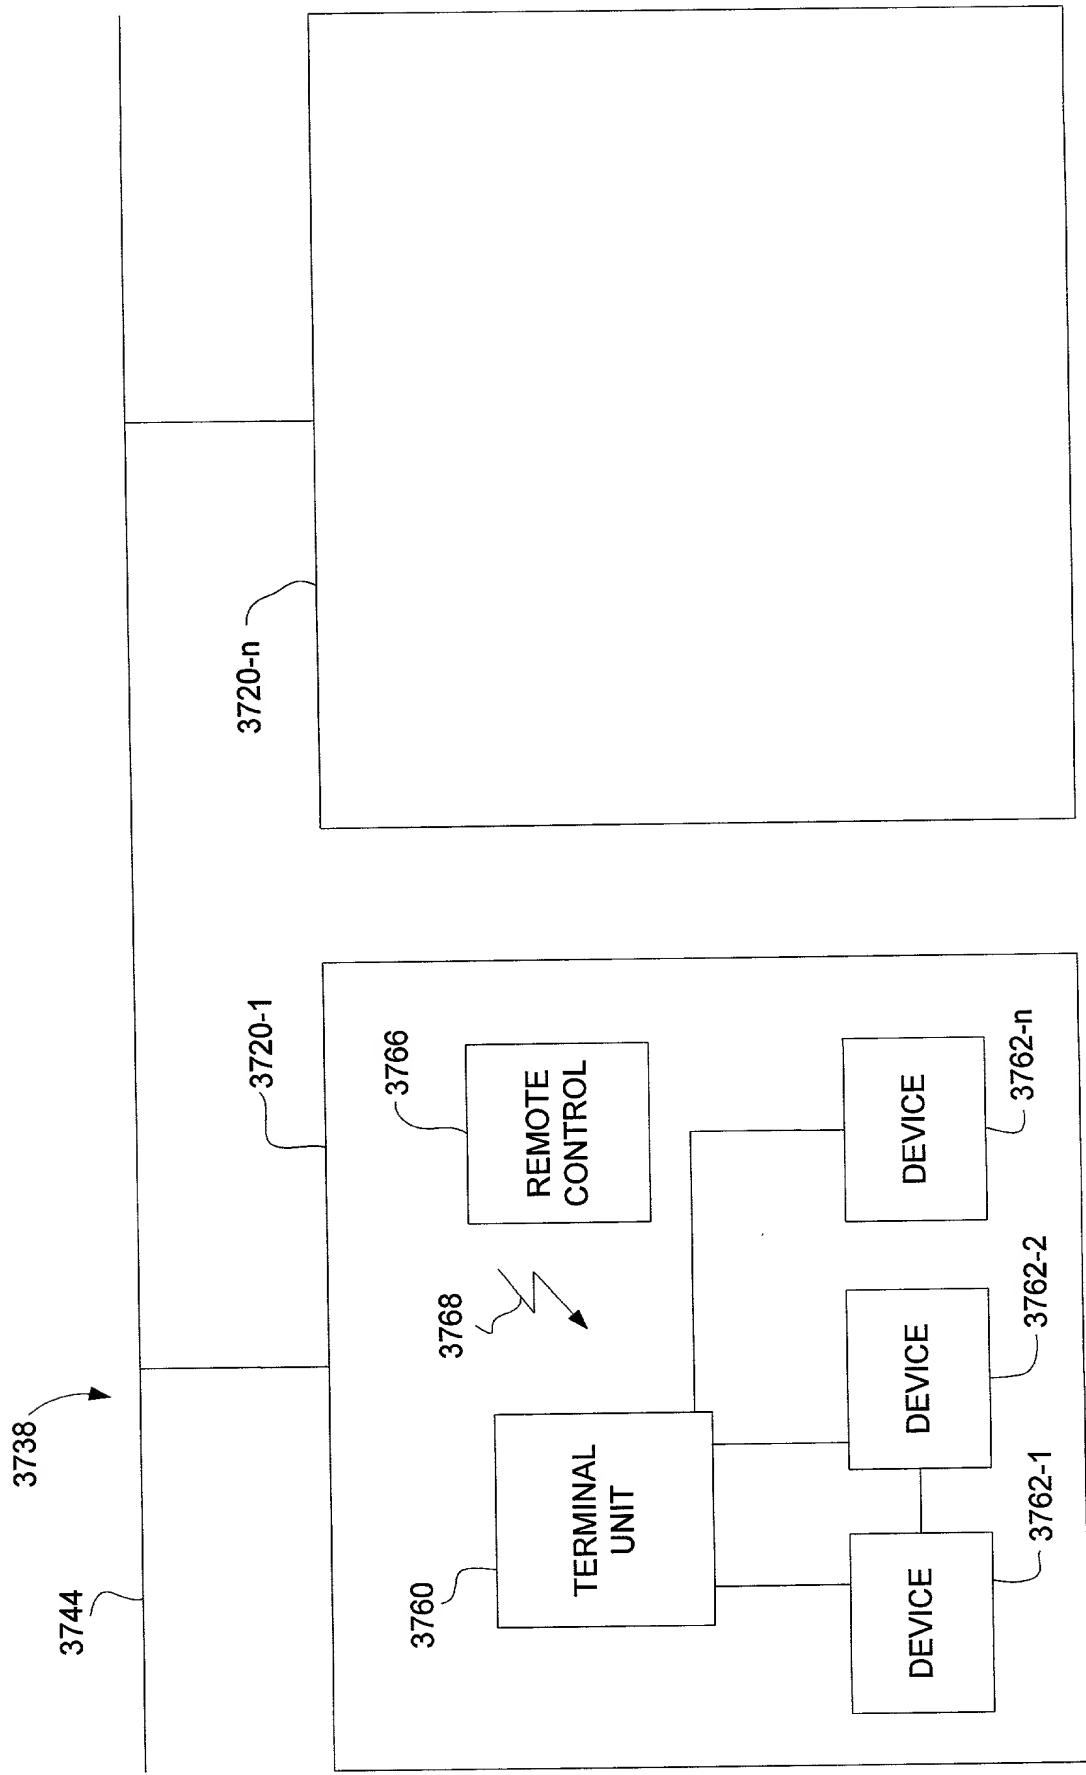 3738
3744
3720-1
3720-n
3766
REMOTE
CONTROL
3768
3760
TERMINAL
UNIT
DEVICE
3762-1
DEVICE
3762-2
DEVICE
3762-n